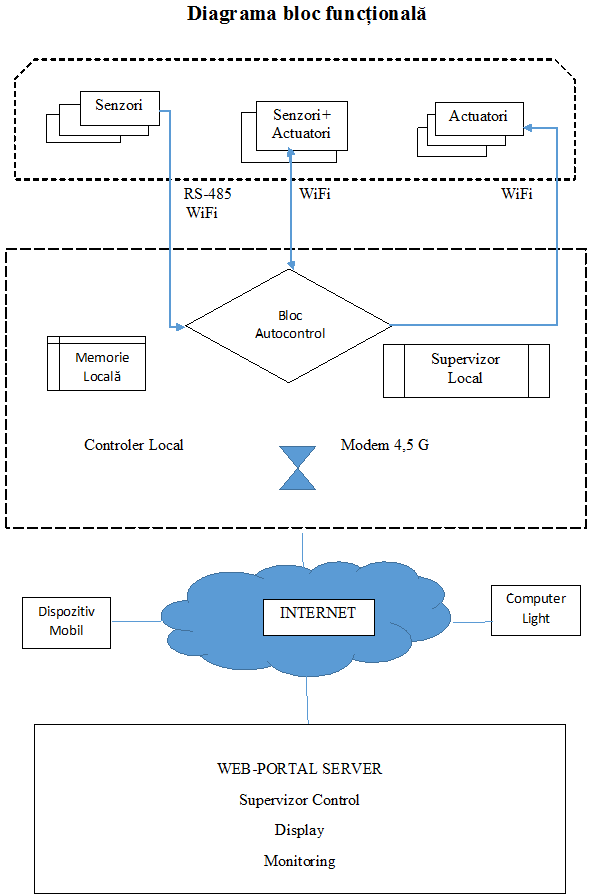 Diagrama bloc funcțională
Senzori
Senzori+
Actuatori
Actuatori
RS-485
WiFi
WiFi
WiFi
Bloc
Autocontrol
Memorie
Locală
Supervizor
Local
Controler Local
Modem 4,5 G
Dispozitiv
Mobil
INTERNET
Computer
Light
WEB-PORTAL SERVER
Supervizor Control
Display
Monitoring